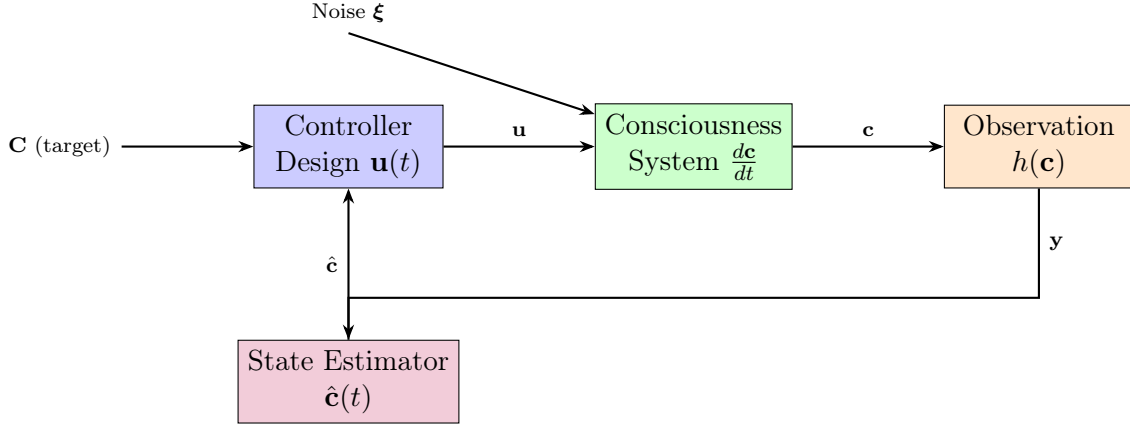 Noise ξ
C (target)
Controller
Design u(t)
u
Consciousness
System dc/dt
c
Observation
h(c)
y
ĉ
State Estimator
ĉ(t)